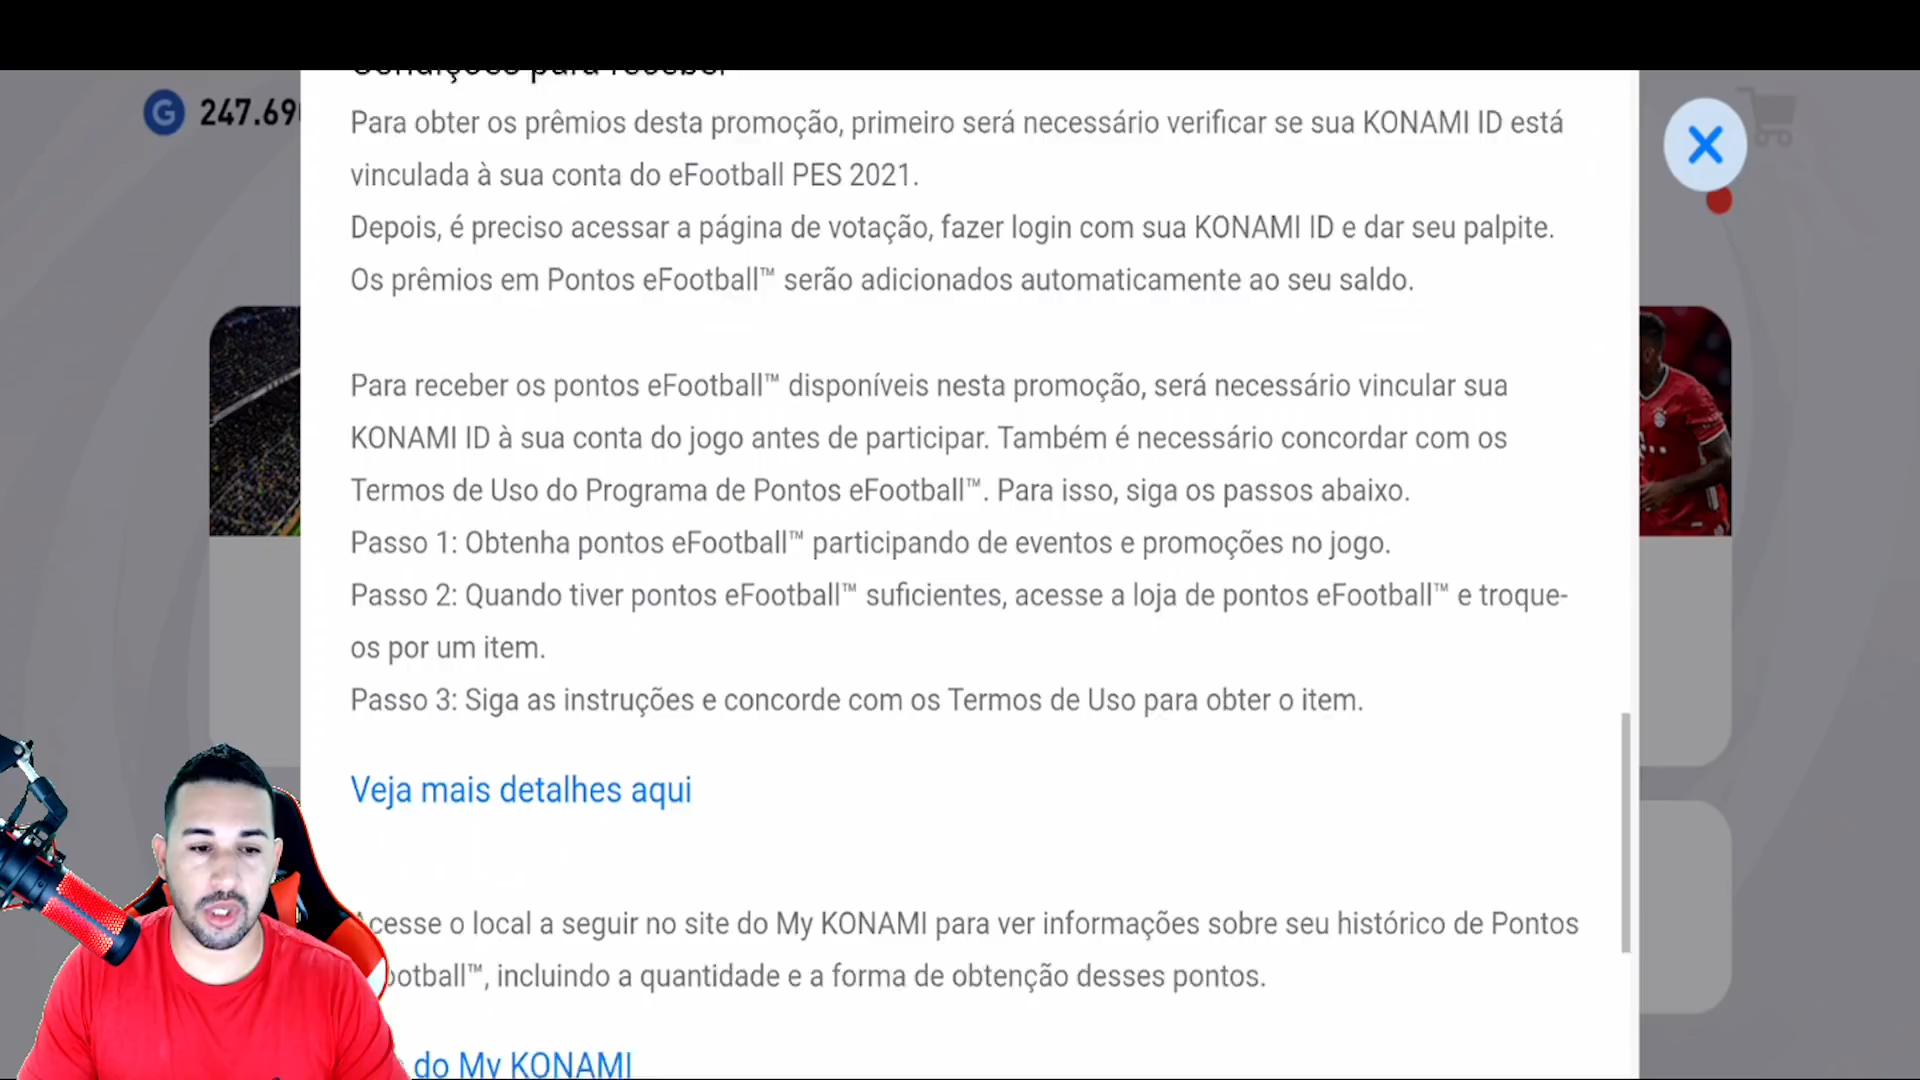 Condições para receber
247.69
Para obter os prêmios desta promoção, primeiro será necessário verificar se sua KONAMI ID está
vinculada à sua conta do eFootball PES 2021.
Depois, é preciso acessar a página de votação, fazer login com sua KONAMI ID e dar seu palpite.
Os prêmios em Pontos eFootball™ serão adicionados automaticamente ao seu saldo.
Para receber os pontos eFootball™ disponíveis nesta promoção, será necessário vincular sua
KONAMI ID à sua conta do jogo antes de participar. Também é necessário concordar com os
Termos de Uso do Programa de Pontos eFootball™. Para isso, siga os passos abaixo.
Passo 1: Obtenha pontos eFootball™ participando de eventos e promoções no jogo.
Passo 2: Quando tiver pontos eFootball™ suficientes, acesse a loja de pontos eFootball™ e troque-
os por um item.
Passo 3: Siga as instruções e concorde com os Termos de Uso para obter o item.
Veja mais detalhes aqui
cesse o local a seguir no site do My KONAMI para ver informações sobre seu histórico de Pontos
ootball™, incluindo a quantidade e a forma de obtenção desses pontos.
do My KONAMI